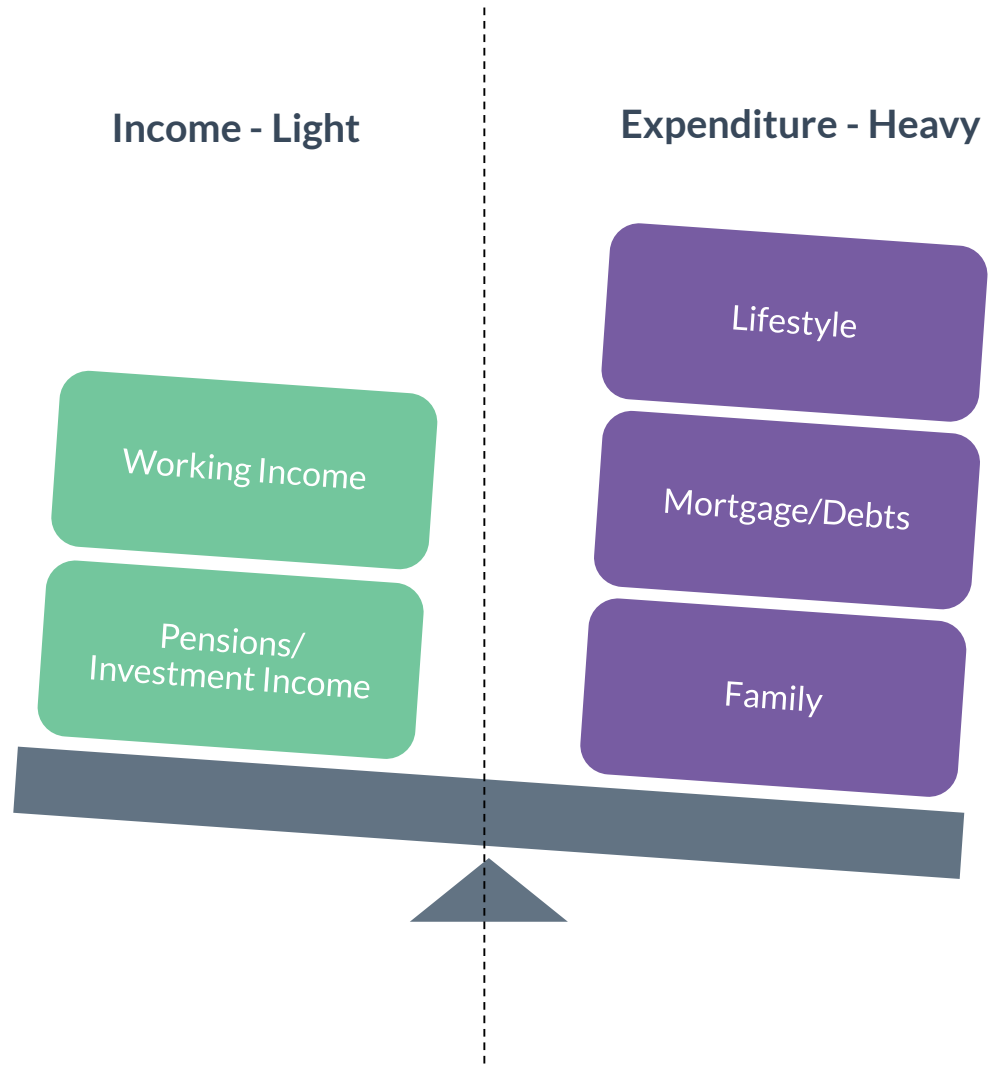 Income - Light
Expenditure - Heavy
Lifestyle
Working Income
Mortgage/Debts
Pensions/
Investment Income
Family